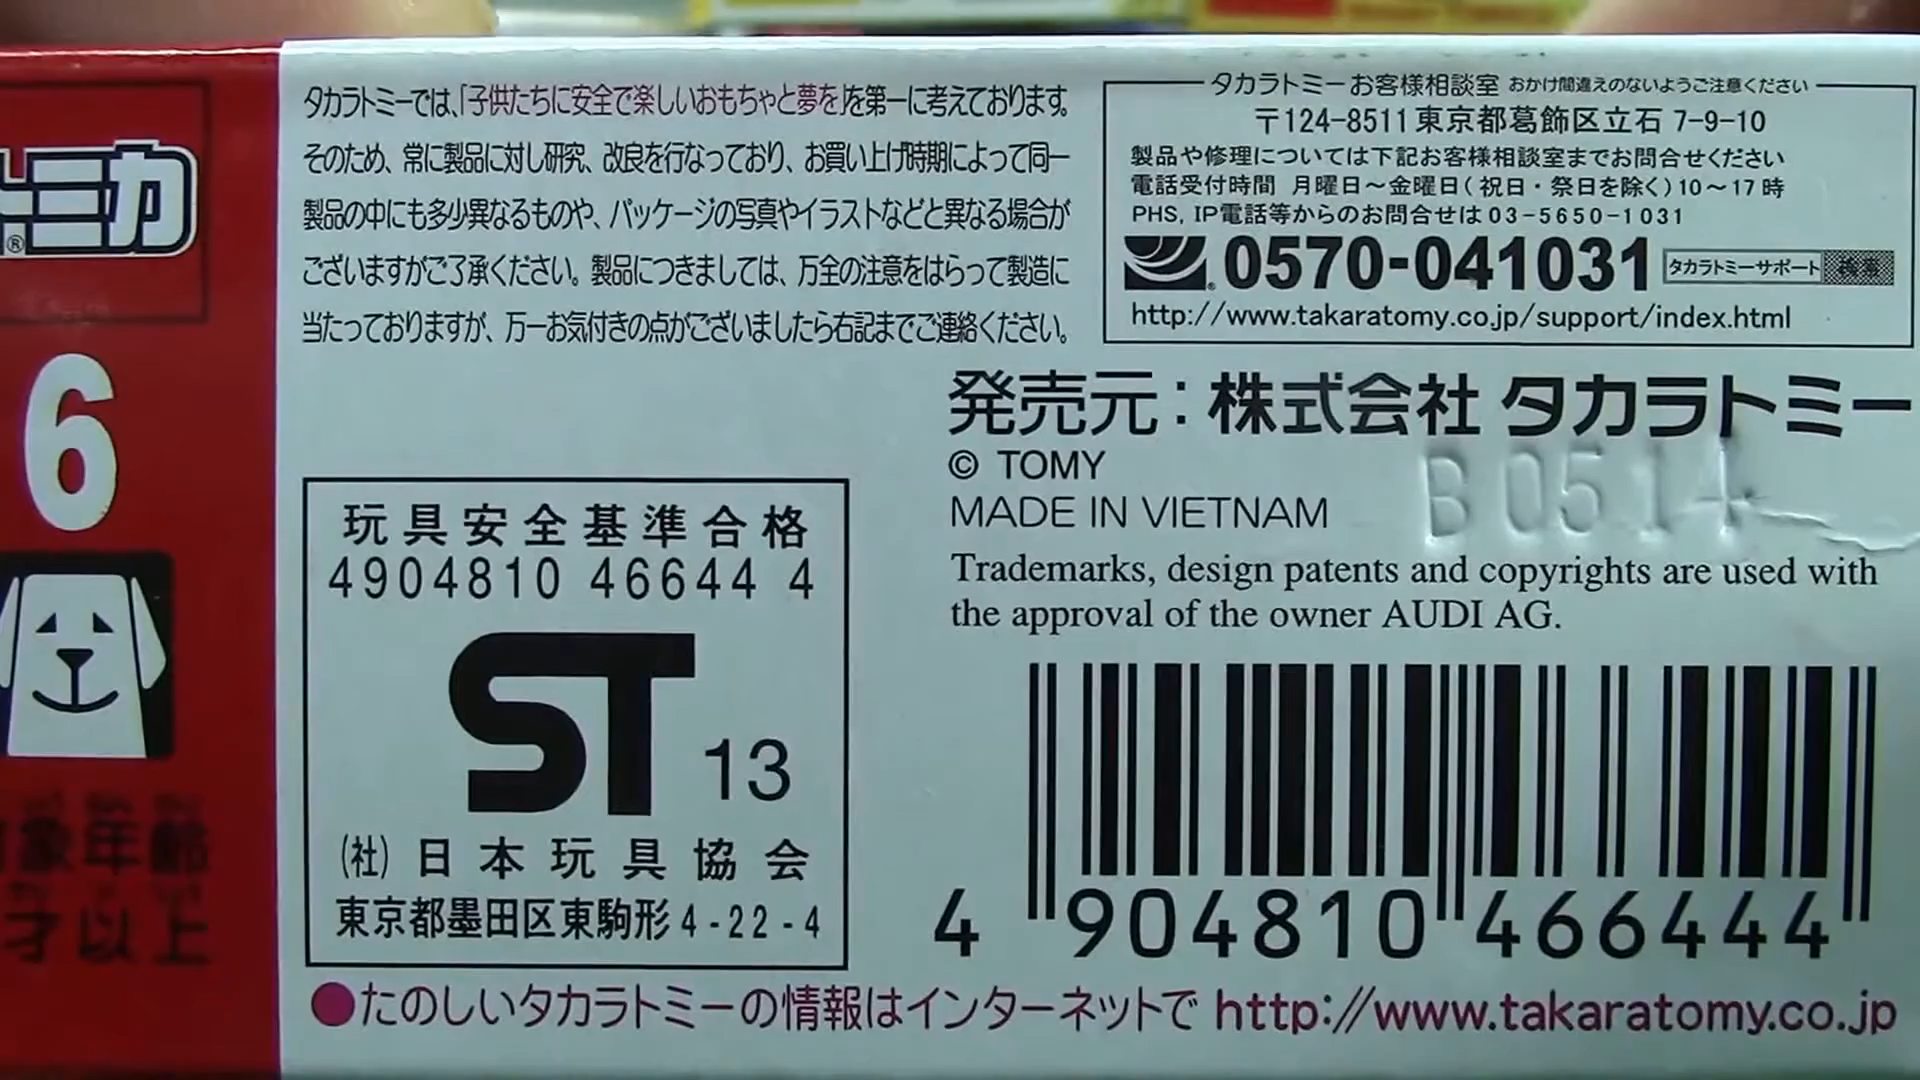 トミカ
®
6
象年齢
才以上
タカラトミーでは、「子供たちに安全で楽しいおもちゃと夢を」を第一に考えております。
そのため、常に製品に対し研究、改良を行なっており、お買い上げ時期によって同一
製品の中にも多少異なるものや、パッケージの写真やイラストなどと異なる場合が
ございますがご了承ください。製品につきましては、万全の注意をはらって製造に
当たっておりますが、万一お気付きの点がございましたら右記までご連絡ください。
タカラトミーお客様相談室 おかけ間違えのないようご注意ください
〒124-8511 東京都葛飾区立石 7-9-10
製品や修理については下記お客様相談室までお問合せください
電話受付時間 月曜日～金曜日(祝日・祭日を除く)10～17時
PHS, IP電話等からのお問合せは 03-5650-1031
0570-041031 タカラトミーサポート 検索
http://www.takaratomy.co.jp/support/index.html
発売元：株式会社 タカラトミー
© TOMY
MADE IN VIETNAM
B0514
Trademarks, design patents and copyrights are used with
the approval of the owner AUDI AG.
玩具安全基準合格
4904810 46644 4
ST 13
(社) 日本玩具協会
東京都墨田区東駒形 4-22-4
4 904810 466444
●たのしいタカラトミーの情報はインターネットで http://www.takaratomy.co.jp